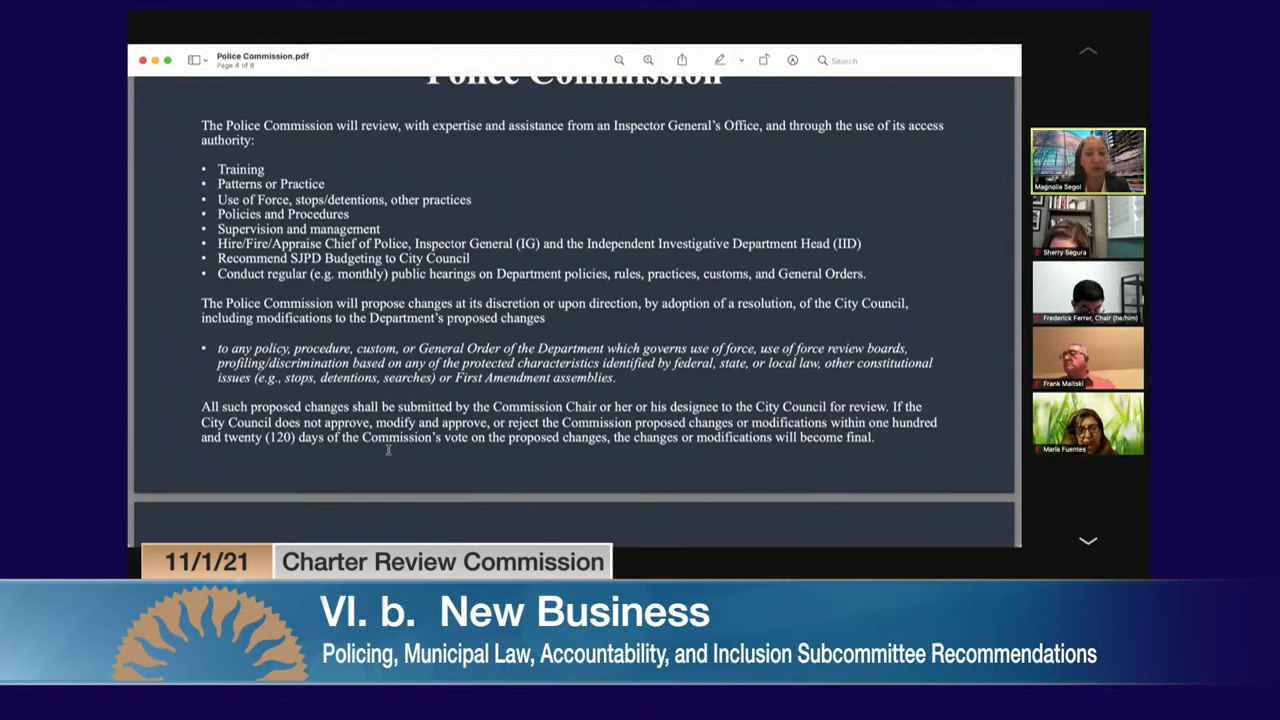 Police Commission.pdf
Page 4 of 8
Search
Police Commission
The Police Commission will review, with expertise and assistance from an Inspector General's Office, and through the use of its access
authority:
• Training
• Patterns or Practice
• Use of Force, stops/detentions, other practices
• Policies and Procedures
• Supervision and management
• Hire/Fire/Appraise Chief of Police, Inspector General (IG) and the Independent Investigative Department Head (IID)
• Recommend SJPD Budgeting to City Council
• Conduct regular (e.g. monthly) public hearings on Department policies, rules, practices, customs, and General Orders.
The Police Commission will propose changes at its discretion or upon direction, by adoption of a resolution, of the City Council,
including modifications to the Department's proposed changes
• to any policy, procedure, custom, or General Order of the Department which governs use of force, use of force review boards,
profiling/discrimination based on any of the protected characteristics identified by federal, state, or local law, other constitutional
issues (e.g., stops, detentions, searches) or First Amendment assemblies.
All such proposed changes shall be submitted by the Commission Chair or her or his designee to the City Council for review. If the
City Council does not approve, modify and approve, or reject the Commission proposed changes or modifications within one hundred
and twenty (120) days of the Commission's vote on the proposed changes, the changes or modifications will become final.
Magnolia Segol
Sherry Segura
Frederick Ferrer, Chair (he/him)
Frank Maitski
Maria Fuentes
11/1/21
Charter Review Commission
VI. b. New Business
Policing, Municipal Law, Accountability, and Inclusion Subcommittee Recommendations